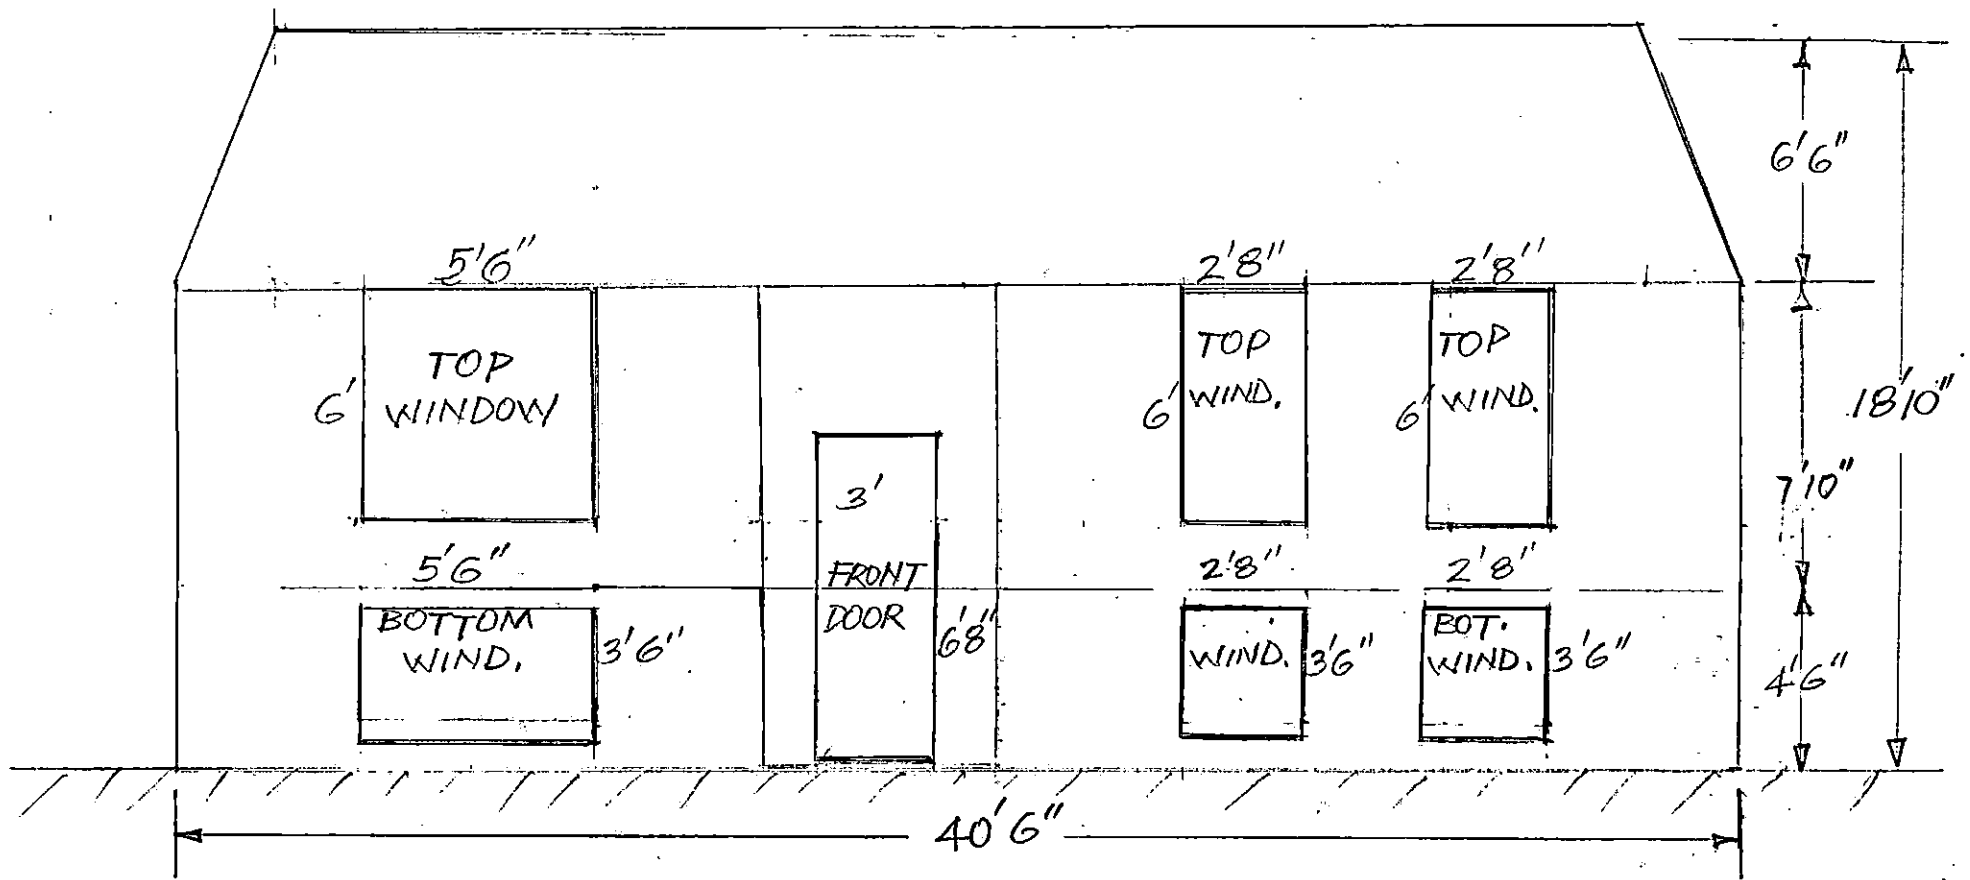 6'6"
5'6"
2'8"
2'8"
TOP
WINDOW
6'
TOP
WIND.
6'
TOP
WIND.
6'
18'10"
3'
7'10"
5'6"
2'8"
2'8"
FRONT
DOOR
6'8"
BOTTOM
WIND.
3'6"
WIND.
3'6"
BOT.
WIND.
3'6"
4'6"
40'6"